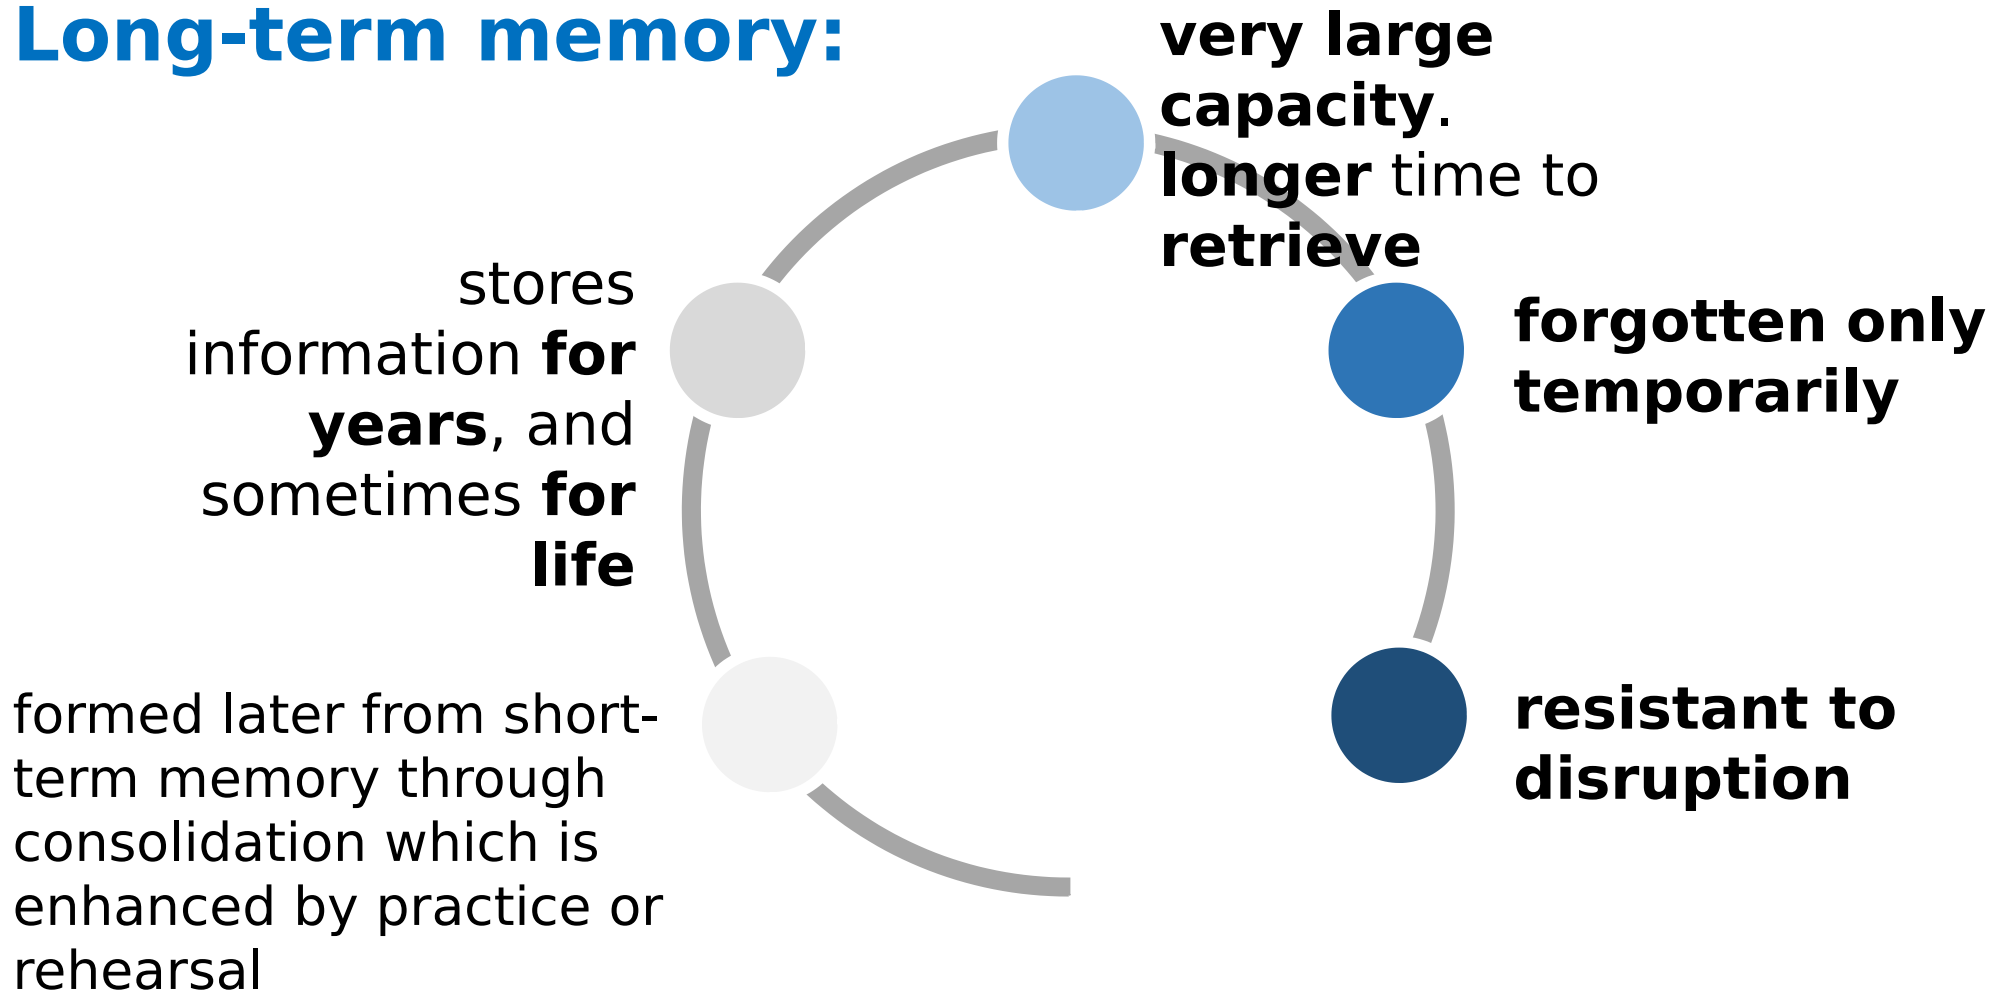 Long-term memory:
very large
capacity.
longer time to
retrieve
stores
information for
years, and
sometimes for
life
forgotten only
temporarily
formed later from short-
term memory through
consolidation which is
enhanced by practice or
rehearsal
resistant to
disruption